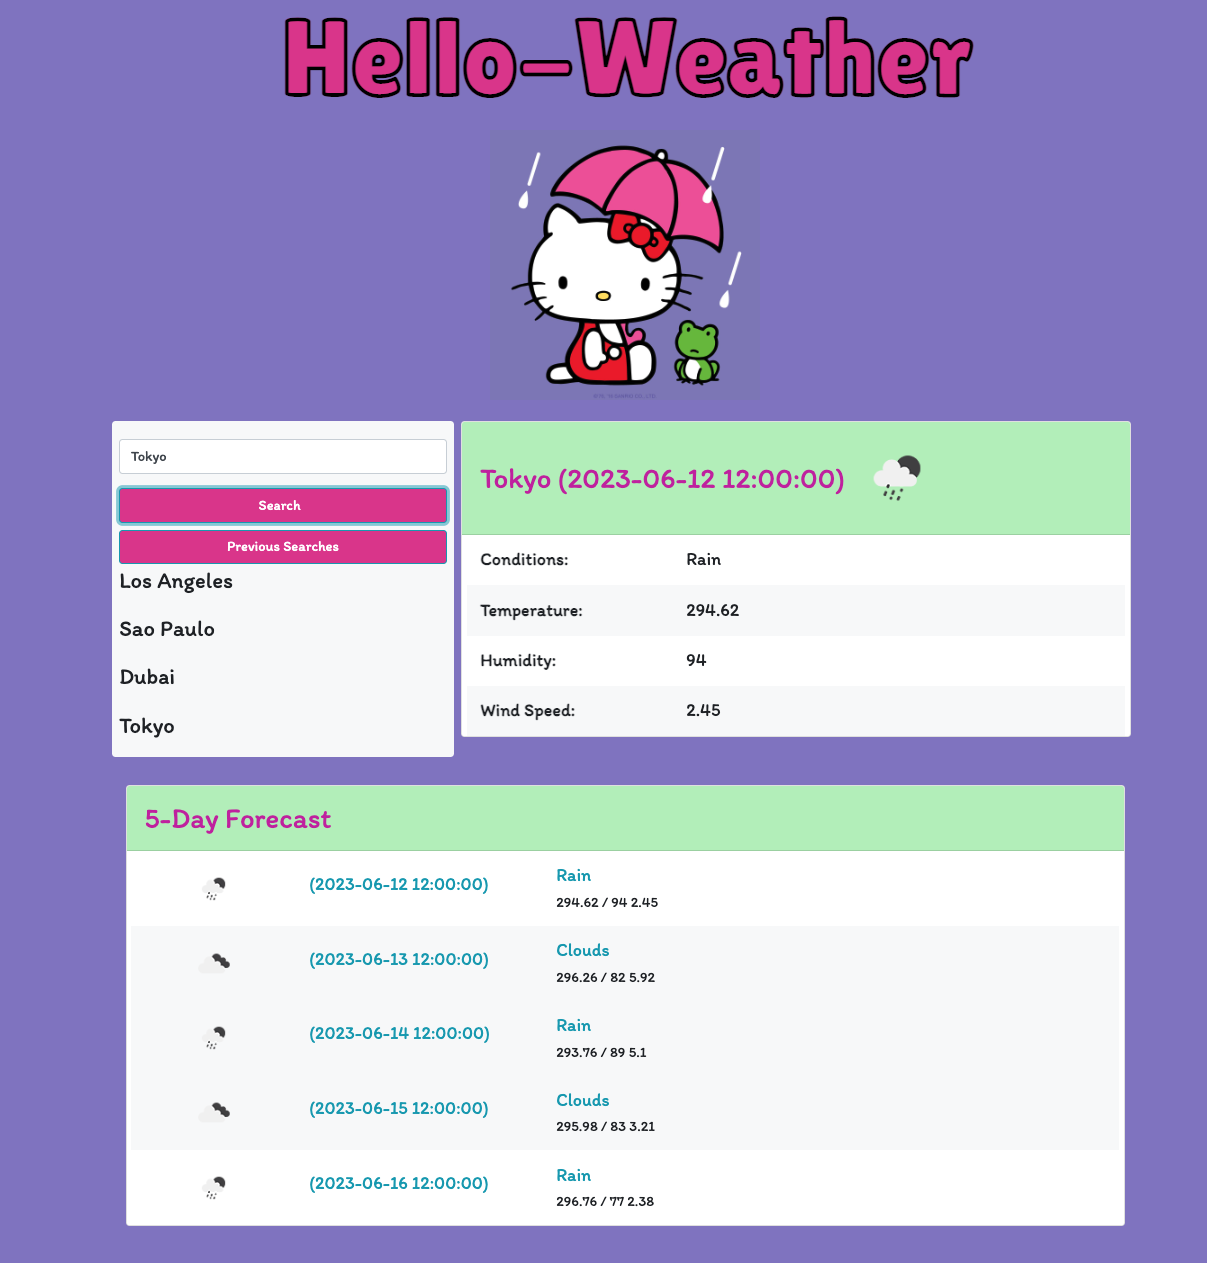 Hello-Weather
Tokyo
Search
Previous Searches
Los Angeles
Sao Paulo
Dubai
Tokyo
Tokyo (2023-06-12 12:00:00)
Conditions: Rain
Temperature: 294.62
Humidity: 94
Wind Speed: 2.45
5-Day Forecast
(2023-06-12 12:00:00)
Rain
294.62 / 94 2.45
(2023-06-13 12:00:00)
Clouds
296.26 / 82 5.92
(2023-06-14 12:00:00)
Rain
293.76 / 89 5.1
(2023-06-15 12:00:00)
Clouds
295.98 / 83 3.21
(2023-06-16 12:00:00)
Rain
296.76 / 77 2.38